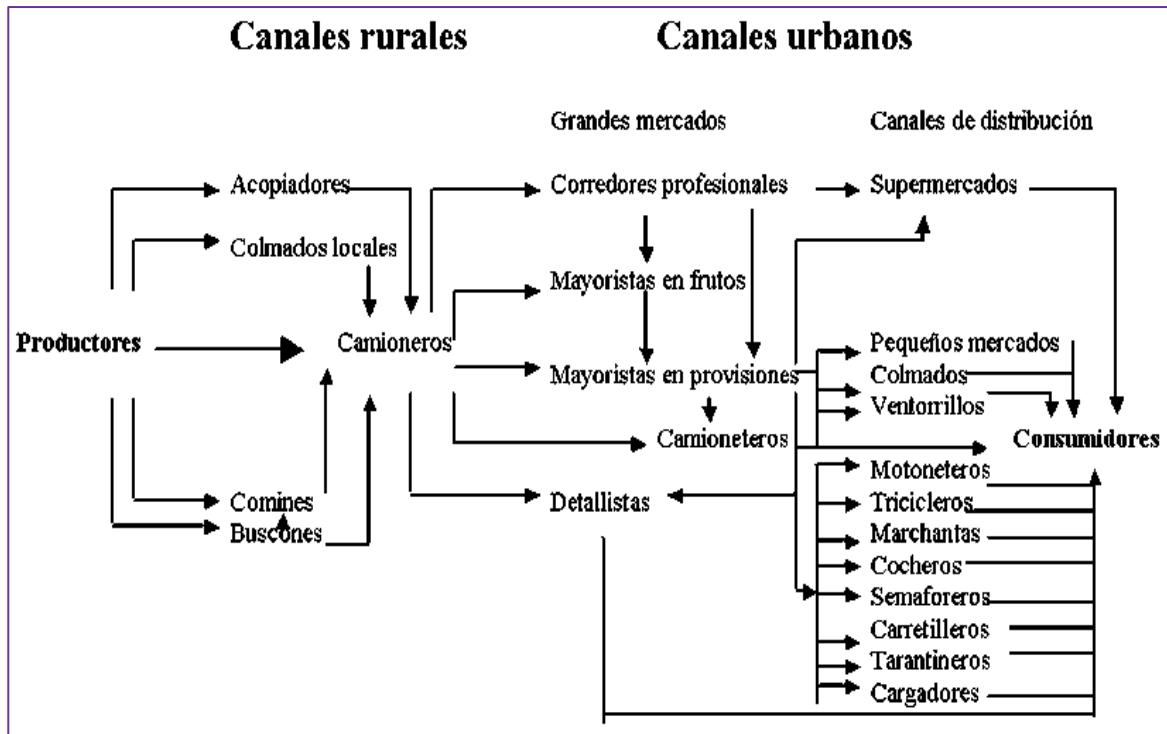 Canales rurales
Canales urbanos
Grandes mercados
Canales de distribución
Acopiadores
Corredores profesionales
Supermercados
Colmados locales
Mayoristas en frutos
Productores
Camioneros
Mayoristas en provisiones
Pequeños mercados
Colmados
Ventorrillos
Camioneteros
Consumidores
Motoneteros
Comines
Detallistas
Tricicleros
Buscones
Marchantas
Cocheros
Semaforeros
Carretilleros
Tarantineros
Cargadores